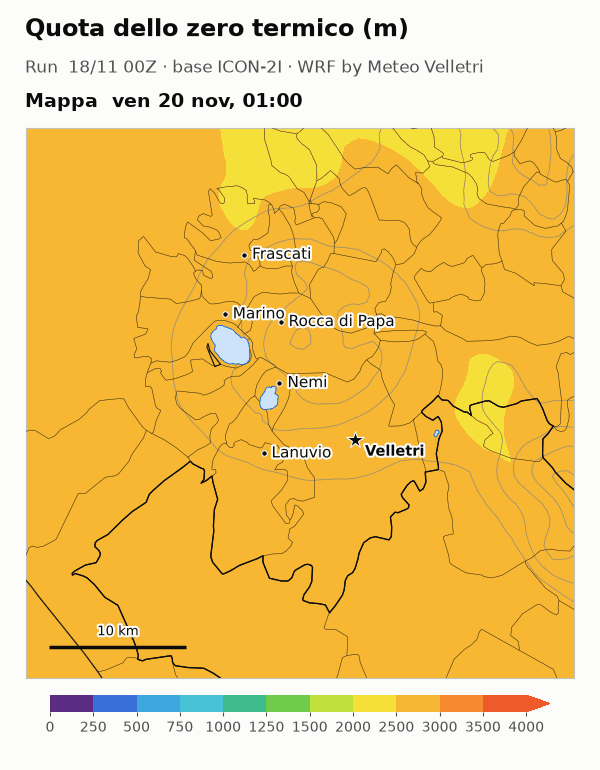 Quota dello zero termico (m)
Run  18/11 00Z · base ICON-2I · WRF by Meteo Velletri
Mappa  ven 20 nov, 01:00
Frascati
Marino
Rocca di Papa
Nemi
Velletri
Lanuvio
10 km
0 250 500 750 1000 1250 1500 2000 2500 3000 3500 4000